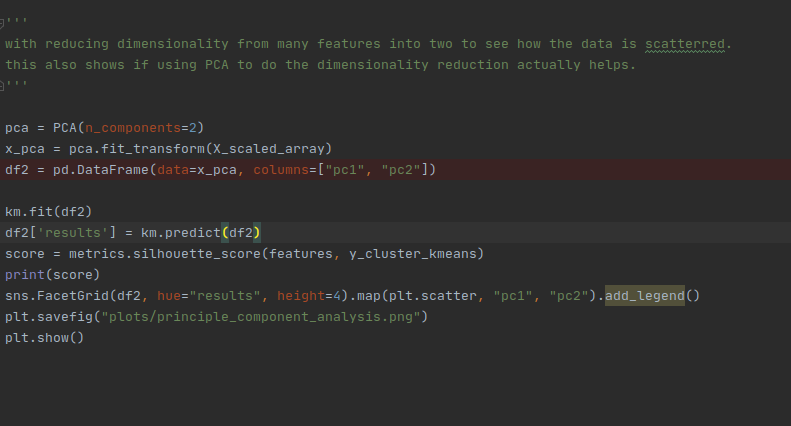 '''
with reducing dimensionality from many features into two to see how the data is scatterred.
this also shows if using PCA to do the dimensionality reduction actually helps.
'''
pca = PCA(n_components=2)
x_pca = pca.fit_transform(X_scaled_array)
df2 = pd.DataFrame(data=x_pca, columns=["pc1", "pc2"])
km.fit(df2)
df2['results'] = km.predict(df2)
score = metrics.silhouette_score(features, y_cluster_kmeans)
print(score)
sns.FacetGrid(df2, hue="results", height=4).map(plt.scatter, "pc1", "pc2").add_legend()
plt.savefig("plots/principle_component_analysis.png")
plt.show()